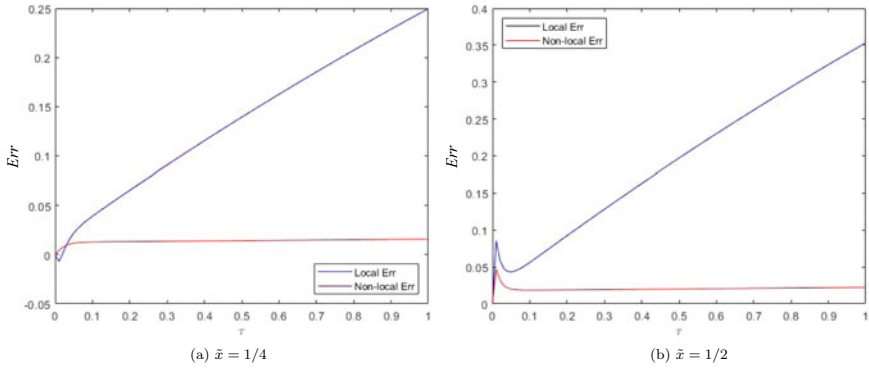 0.25
0.2
0.15
0.1
0.05
0
-0.05
Err
0 0.1 0.2 0.3 0.4 0.5 0.6 0.7 0.8 0.9 1
τ
Local Err
Non-local Err
(a) x̃ = 1/4
0.4
0.35
0.3
0.25
0.2
0.15
0.1
0.05
0
Err
0 0.1 0.2 0.3 0.4 0.5 0.6 0.7 0.8 0.9 1
τ
Local Err
Non-local Err
(b) x̃ = 1/2